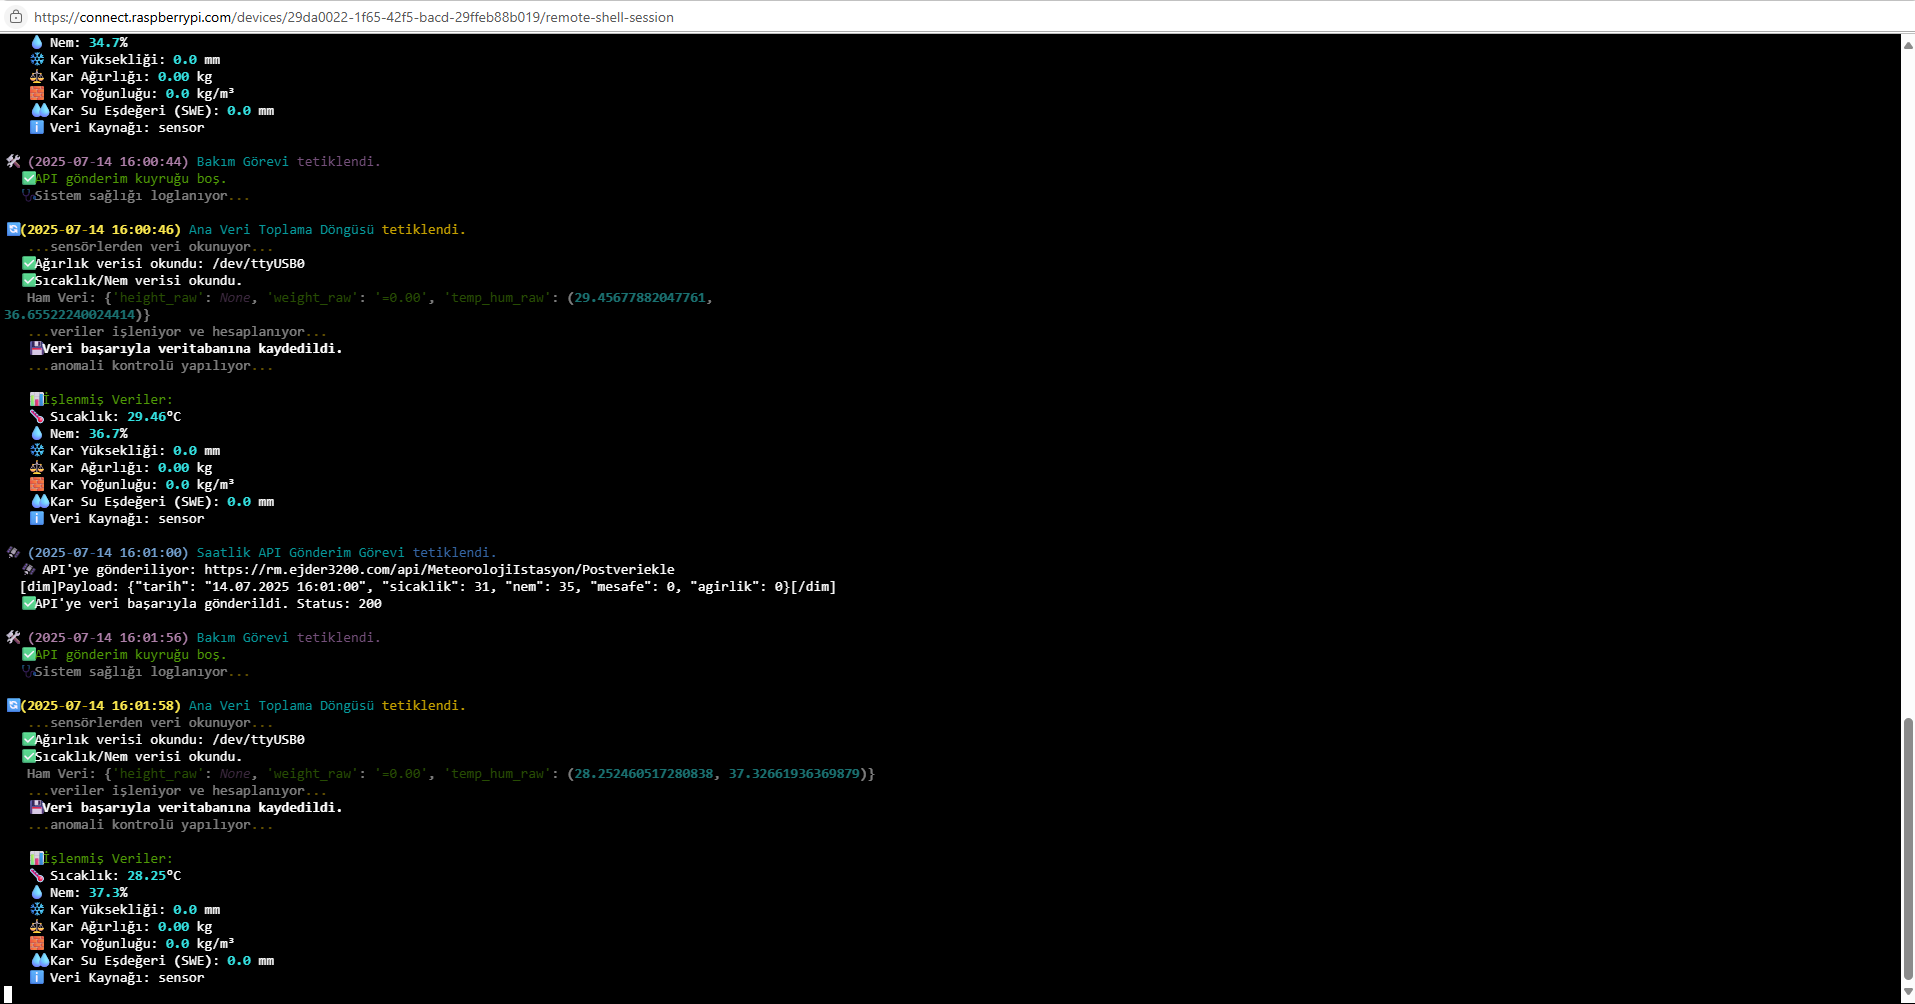 https://connect.raspberrypi.com/devices/29da0022-1f65-42f5-bacd-29ffeb88b019/remote-shell-session
Nem: 34.7%
Kar Yüksekliği: 0.0 mm
Kar Ağırlığı: 0.00 kg
Kar Yoğunluğu: 0.0 kg/m³
Kar Su Eşdeğeri (SWE): 0.0 mm
Veri Kaynağı: sensor
(2025-07-14 16:00:44) Bakım Görevi tetiklendi.
API gönderim kuyruğu boş.
Sistem sağlığı loglanıyor...
(2025-07-14 16:00:46) Ana Veri Toplama Döngüsü tetiklendi.
...sensörlerden veri okunuyor...
Ağırlık verisi okundu: /dev/ttyUSB0
Sıcaklık/Nem verisi okundu.
Ham Veri: {'height_raw': None, 'weight_raw': '=0.00', 'temp_hum_raw': (29.45677882047761,
36.65522240024414)}
...veriler işleniyor ve hesaplanıyor...
Veri başarıyla veritabanına kaydedildi.
...anomali kontrolü yapılıyor...
İşlenmiş Veriler:
Sıcaklık: 29.46°C
Nem: 36.7%
Kar Yüksekliği: 0.0 mm
Kar Ağırlığı: 0.00 kg
Kar Yoğunluğu: 0.0 kg/m³
Kar Su Eşdeğeri (SWE): 0.0 mm
Veri Kaynağı: sensor
(2025-07-14 16:01:00) Saatlik API Gönderim Görevi tetiklendi.
API'ye gönderiliyor: https://rm.ejder3200.com/api/MeteorolojiIstasyon/Postveriekle
[dim]Payload: {"tarih": "14.07.2025 16:01:00", "sicaklik": 31, "nem": 35, "mesafe": 0, "agirlik": 0}[/dim]
API'ye veri başarıyla gönderildi. Status: 200
(2025-07-14 16:01:56) Bakım Görevi tetiklendi.
API gönderim kuyruğu boş.
Sistem sağlığı loglanıyor...
(2025-07-14 16:01:58) Ana Veri Toplama Döngüsü tetiklendi.
...sensörlerden veri okunuyor...
Ağırlık verisi okundu: /dev/ttyUSB0
Sıcaklık/Nem verisi okundu.
Ham Veri: {'height_raw': None, 'weight_raw': '=0.00', 'temp_hum_raw': (28.252460517280838, 37.32661936369879)}
...veriler işleniyor ve hesaplanıyor...
Veri başarıyla veritabanına kaydedildi.
...anomali kontrolü yapılıyor...
İşlenmiş Veriler:
Sıcaklık: 28.25°C
Nem: 37.3%
Kar Yüksekliği: 0.0 mm
Kar Ağırlığı: 0.00 kg
Kar Yoğunluğu: 0.0 kg/m³
Kar Su Eşdeğeri (SWE): 0.0 mm
Veri Kaynağı: sensor